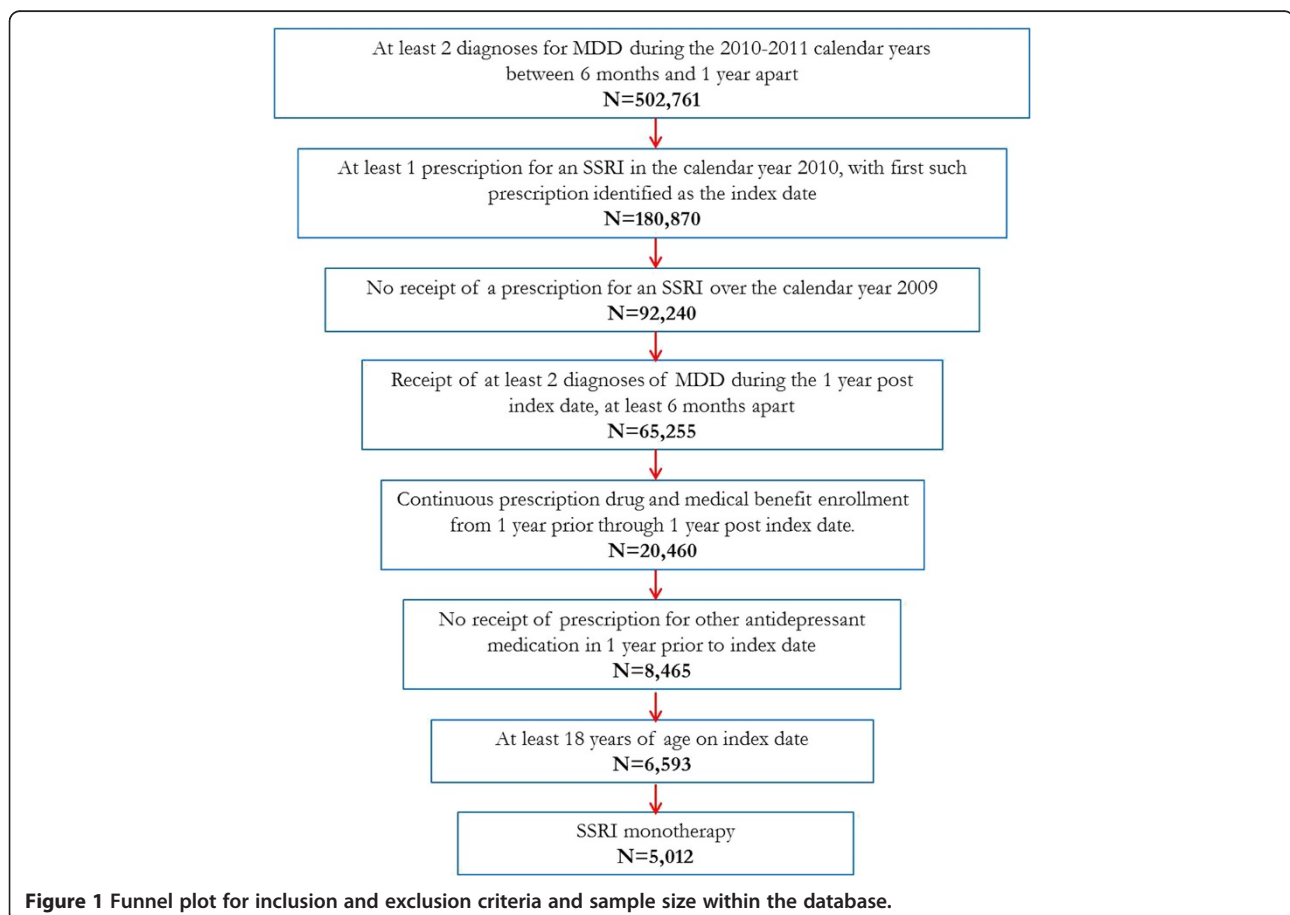 At least 2 diagnoses for MDD during the 2010-2011 calendar years
between 6 months and 1 year apart
N=502,761
At least 1 prescription for an SSRI in the calendar year 2010, with first such
prescription identified as the index date
N=180,870
No receipt of a prescription for an SSRI over the calendar year 2009
N=92,240
Receipt of at least 2 diagnoses of MDD during the 1 year post
index date, at least 6 months apart
N=65,255
Continuous prescription drug and medical benefit enrollment
from 1 year prior through 1 year post index date.
N=20,460
No receipt of prescription for other antidepressant
medication in 1 year prior to index date
N=8,465
At least 18 years of age on index date
N=6,593
SSRI monotherapy
N=5,012
Figure 1 Funnel plot for inclusion and exclusion criteria and sample size within the database.